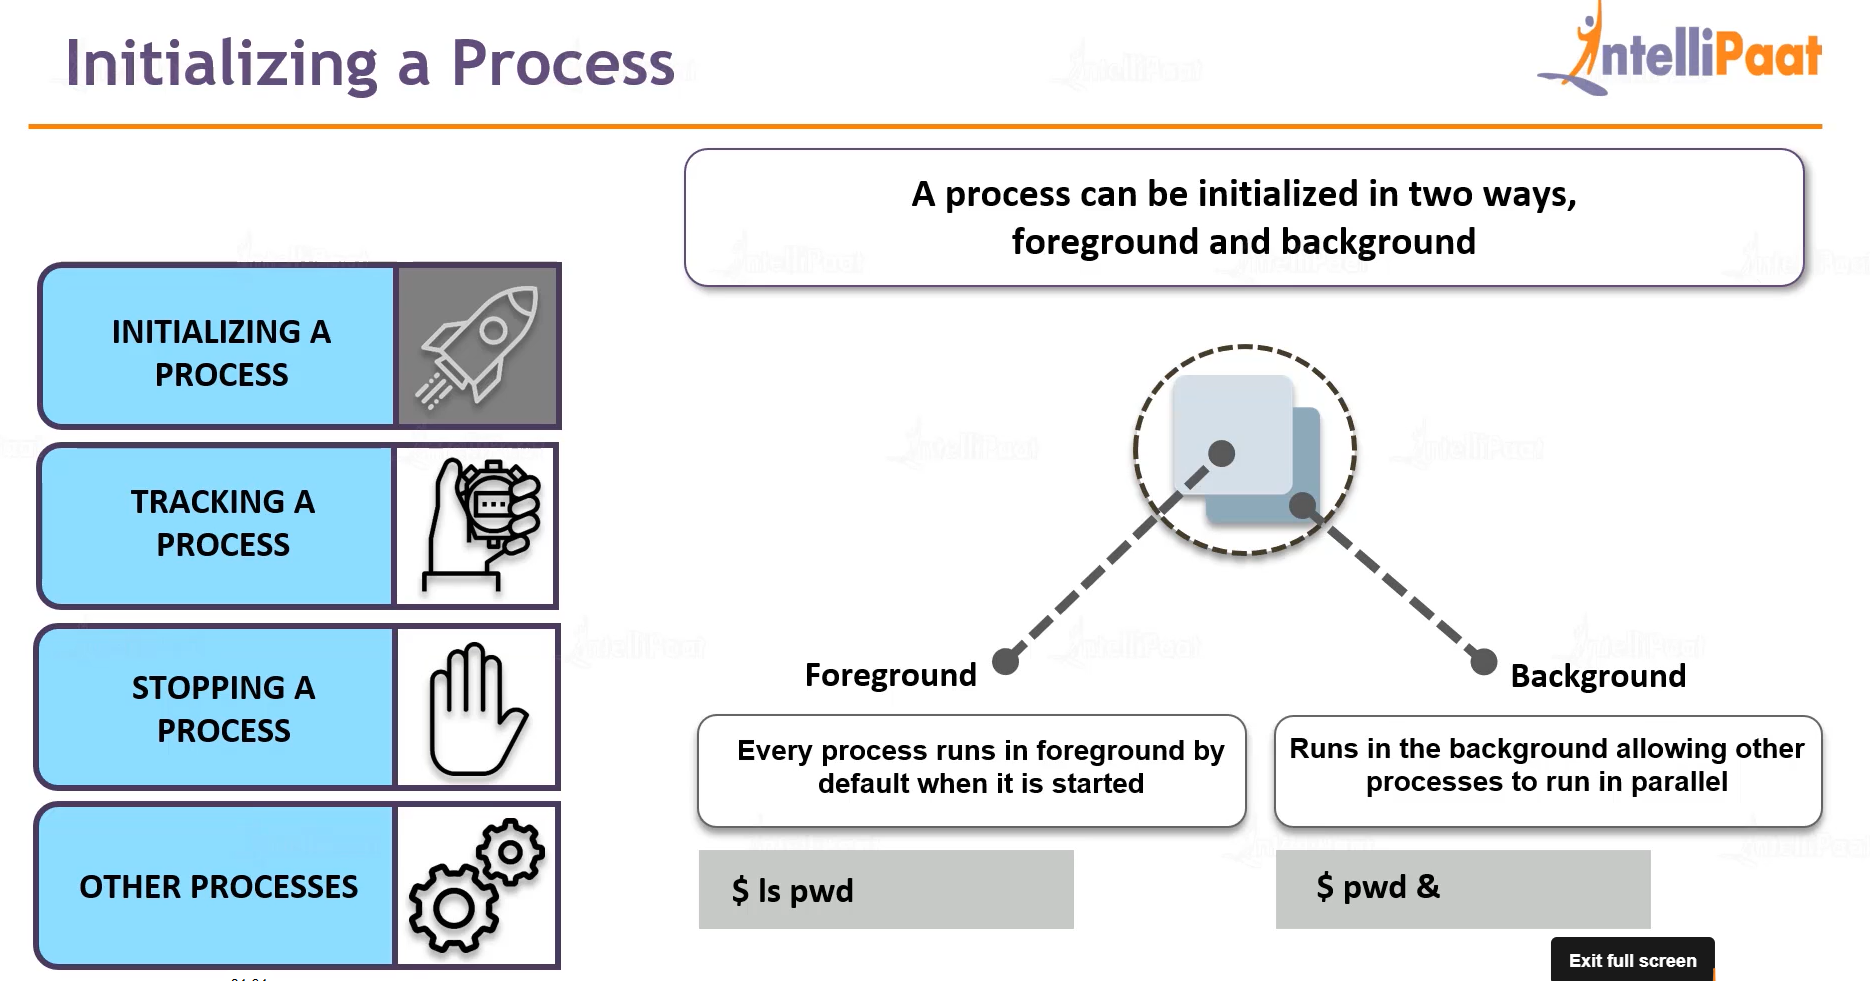 Initializing a Process
IntelliPaat
A process can be initialized in two ways,
foreground and background
INITIALIZING A
PROCESS
TRACKING A
PROCESS
STOPPING A
PROCESS
OTHER PROCESSES
Foreground
Every process runs in foreground by
default when it is started
$ ls pwd
Background
Runs in the background allowing other
processes to run in parallel
$ pwd &
Exit full screen